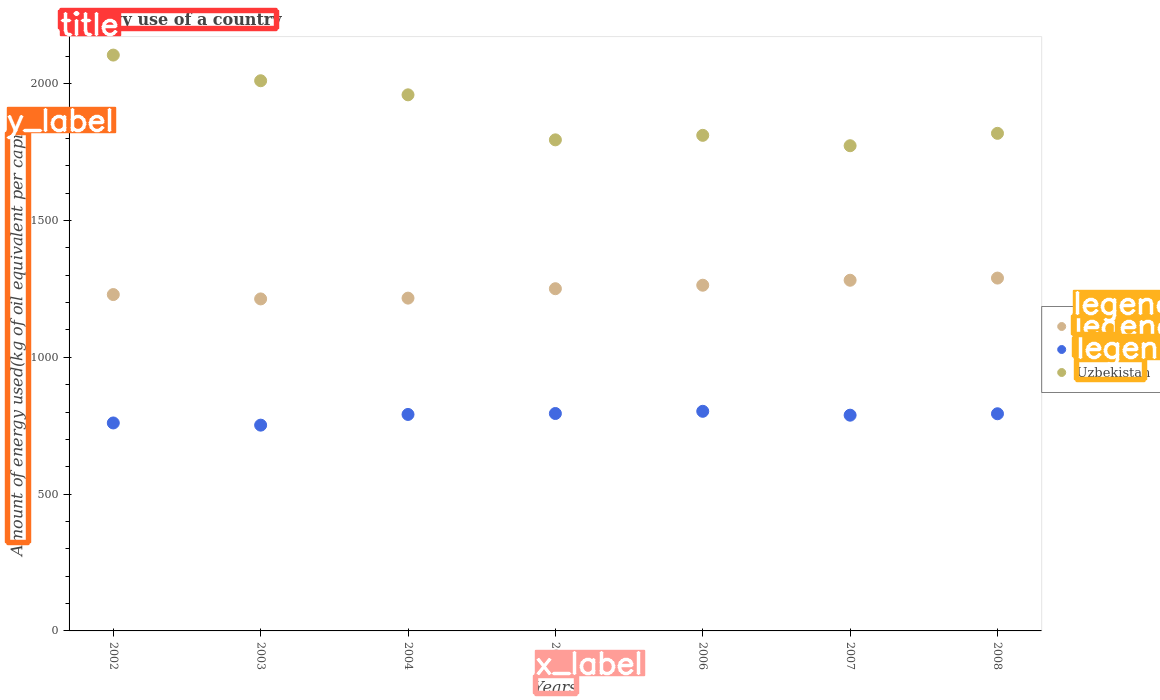 title
y use of a country
2000
y_label
1500
1000
500
0
Amount of energy used(kg of oil equivalent per capi
legend
legend
legen
Uzbekistan
2002
2003
2004
2006
2007
2008
x_label
Years